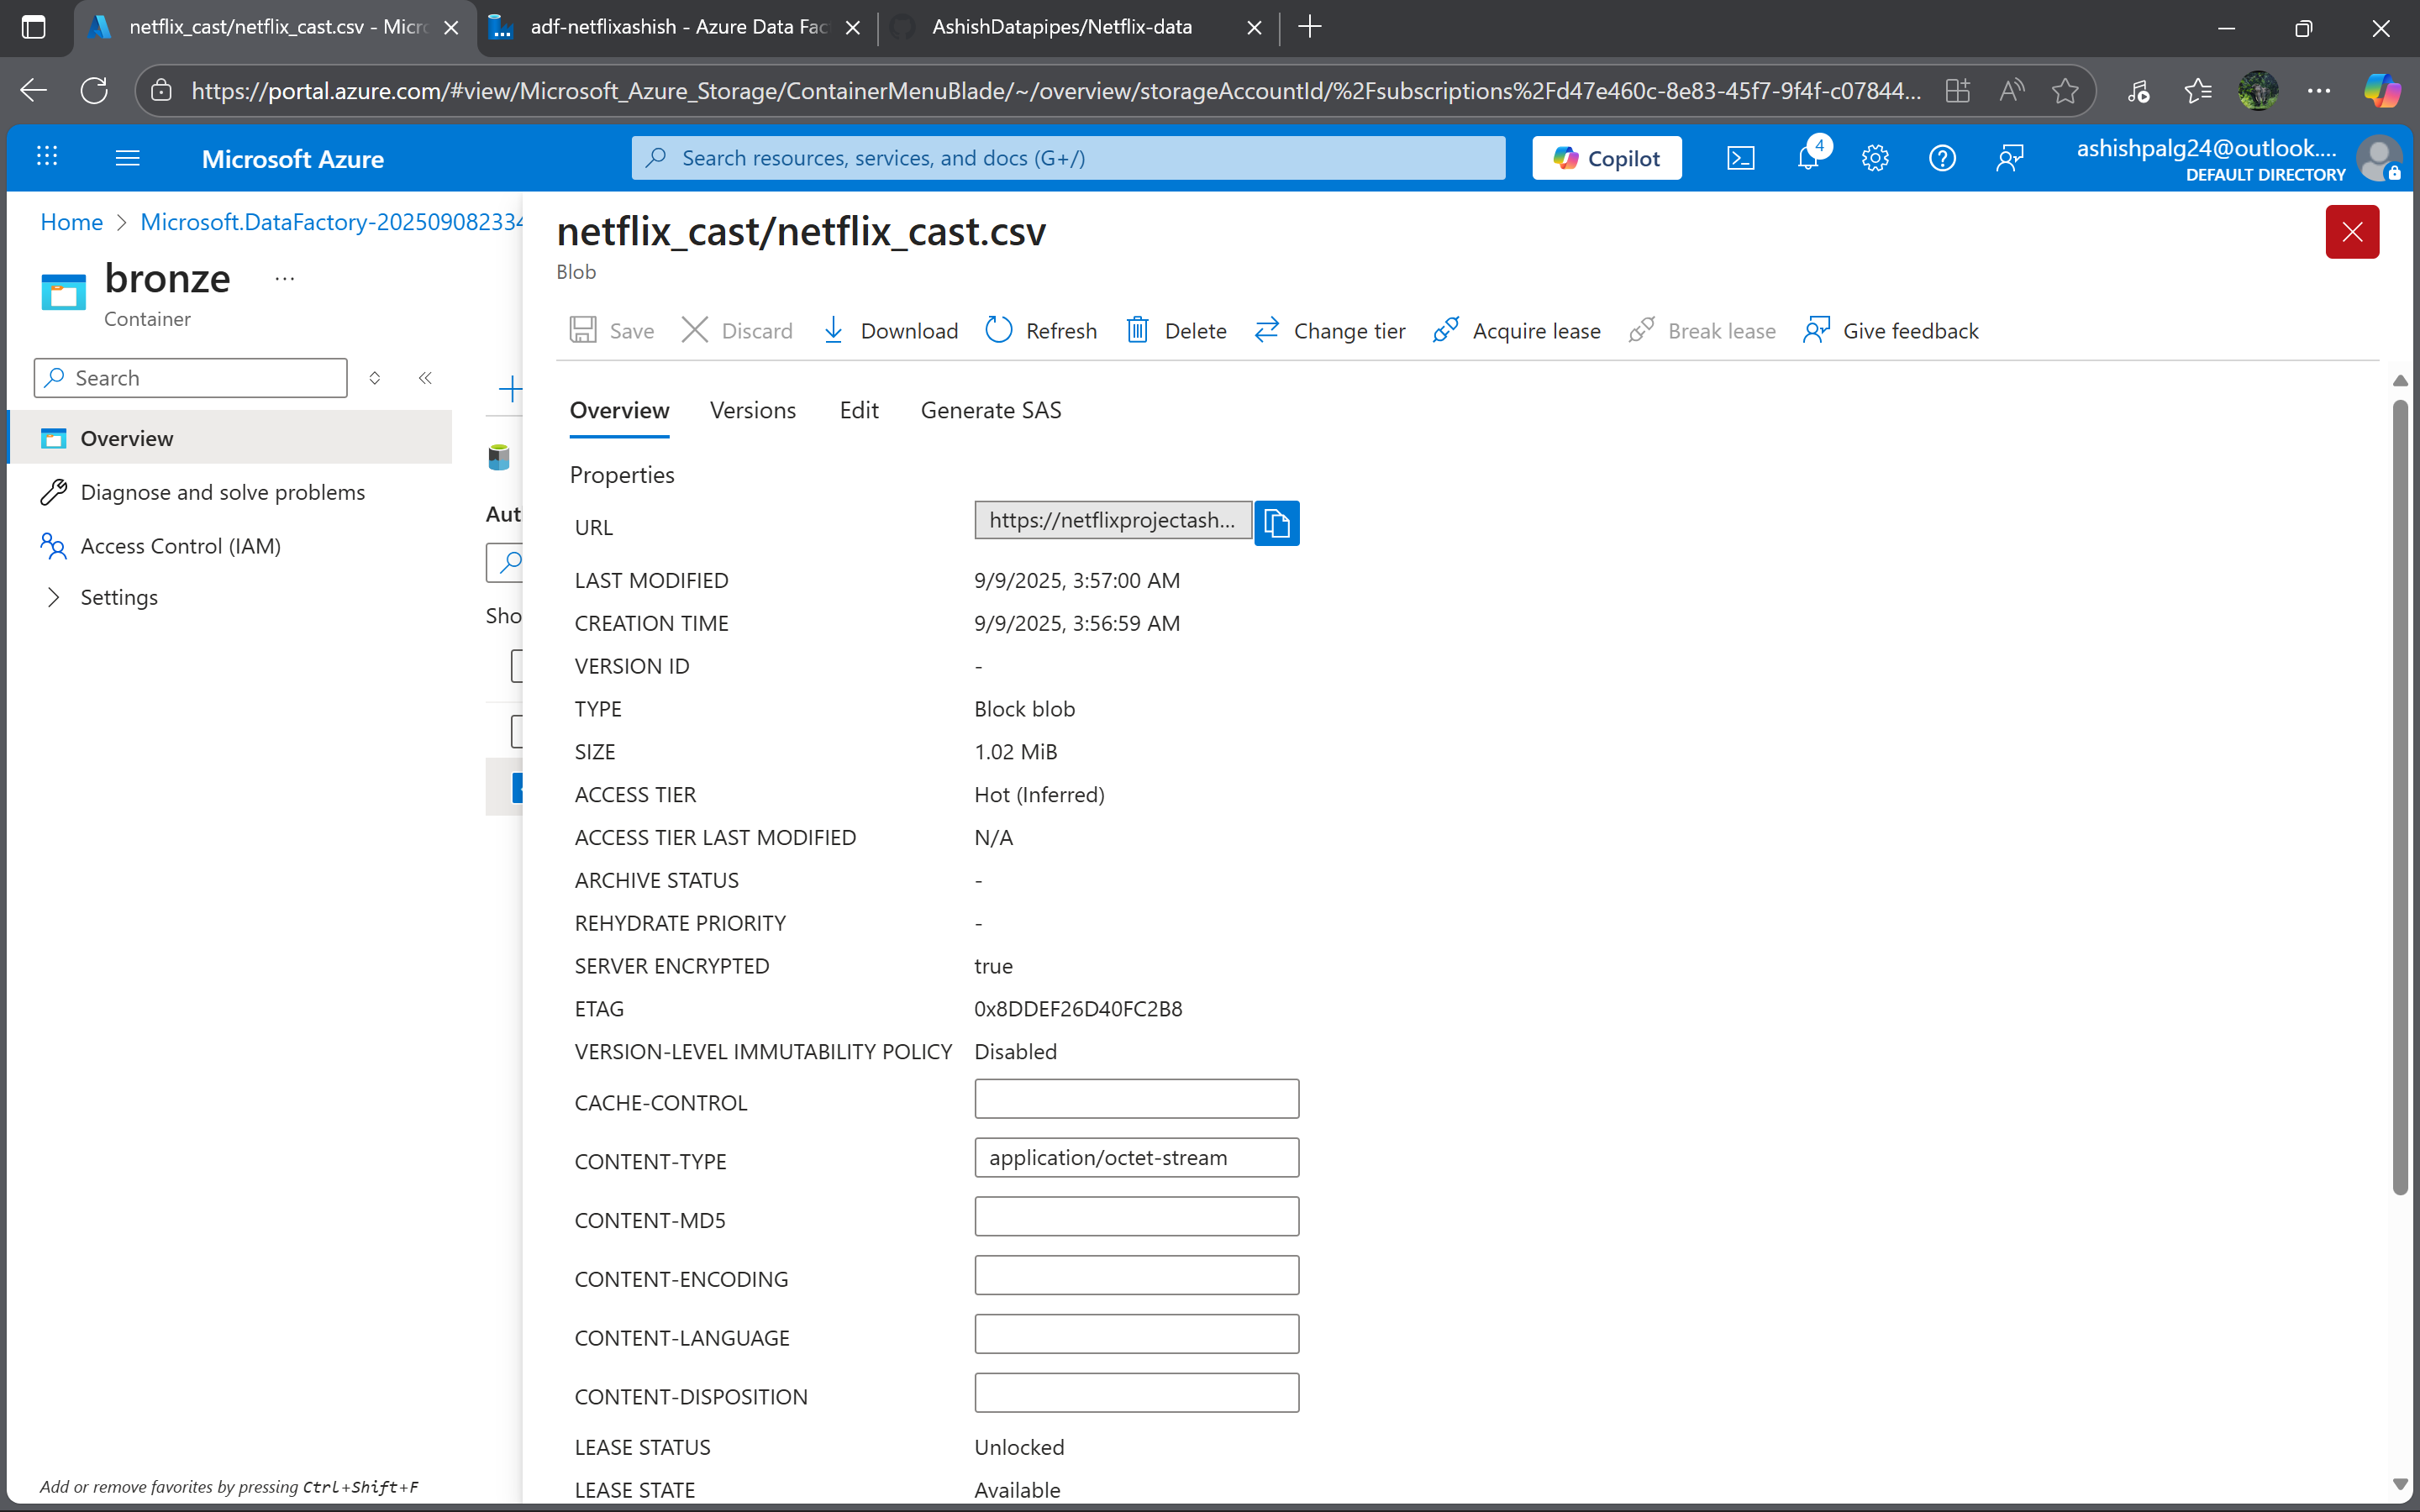 netflix_cast/netflix_cast.csv - Micr
adf-netflixashish - Azure Data Fac
AshishDatapipes/Netflix-data
https://portal.azure.com/#view/Microsoft_Azure_Storage/ContainerMenuBlade/~/overview/storageAccountId/%2Fsubscriptions%2Fd47e460c-8e83-45f7-9f4f-c07844...
Microsoft Azure
Search resources, services, and docs (G+/)
Copilot
4
ashishpalg24@outlook....
DEFAULT DIRECTORY
Home > Microsoft.DataFactory-202509082334
bronze ...
Container
Search
Overview
Diagnose and solve problems
Access Control (IAM)
Settings
Add or remove favorites by pressing Ctrl+Shift+F
Aut
Sho
netflix_cast/netflix_cast.csv
Blob
Save Discard Download Refresh Delete Change tier Acquire lease Break lease Give feedback
Overview Versions Edit Generate SAS
Properties
URL https://netflixprojectash...
LAST MODIFIED 9/9/2025, 3:57:00 AM
CREATION TIME 9/9/2025, 3:56:59 AM
VERSION ID -
TYPE Block blob
SIZE 1.02 MiB
ACCESS TIER Hot (Inferred)
ACCESS TIER LAST MODIFIED N/A
ARCHIVE STATUS -
REHYDRATE PRIORITY -
SERVER ENCRYPTED true
ETAG 0x8DDEF26D40FC2B8
VERSION-LEVEL IMMUTABILITY POLICY Disabled
CACHE-CONTROL
CONTENT-TYPE application/octet-stream
CONTENT-MD5
CONTENT-ENCODING
CONTENT-LANGUAGE
CONTENT-DISPOSITION
LEASE STATUS Unlocked
LEASE STATE Available